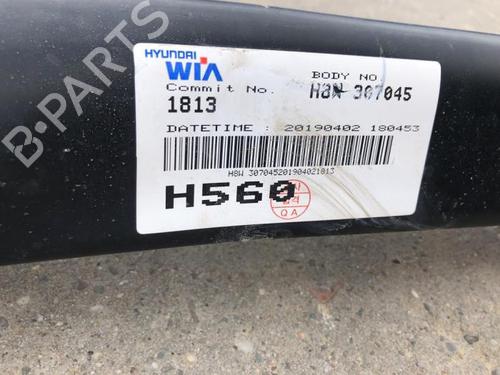 B-PARTS
HYUNDAI
WIA
BODY NO.
Commit No.
H8W 307045
1813
DATETIME : 20190402 180453
H8W 307045201904021813
H560
QA